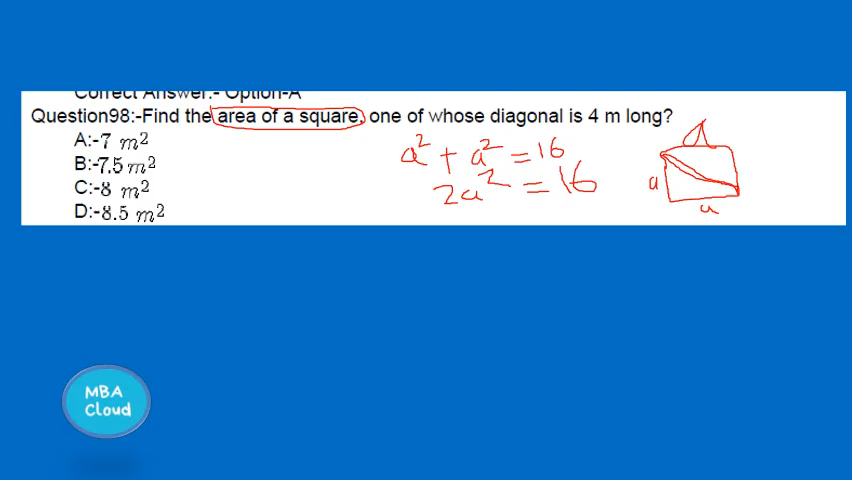 Correct Answer:- Option-A
Question98:-Find the area of a square, one of whose diagonal is 4 m long?
A:-7 m²
B:-7.5 m²
C:-8 m²
D:-8.5 m²
a² + a² = 16
2a² = 16
a
a
MBA
Cloud